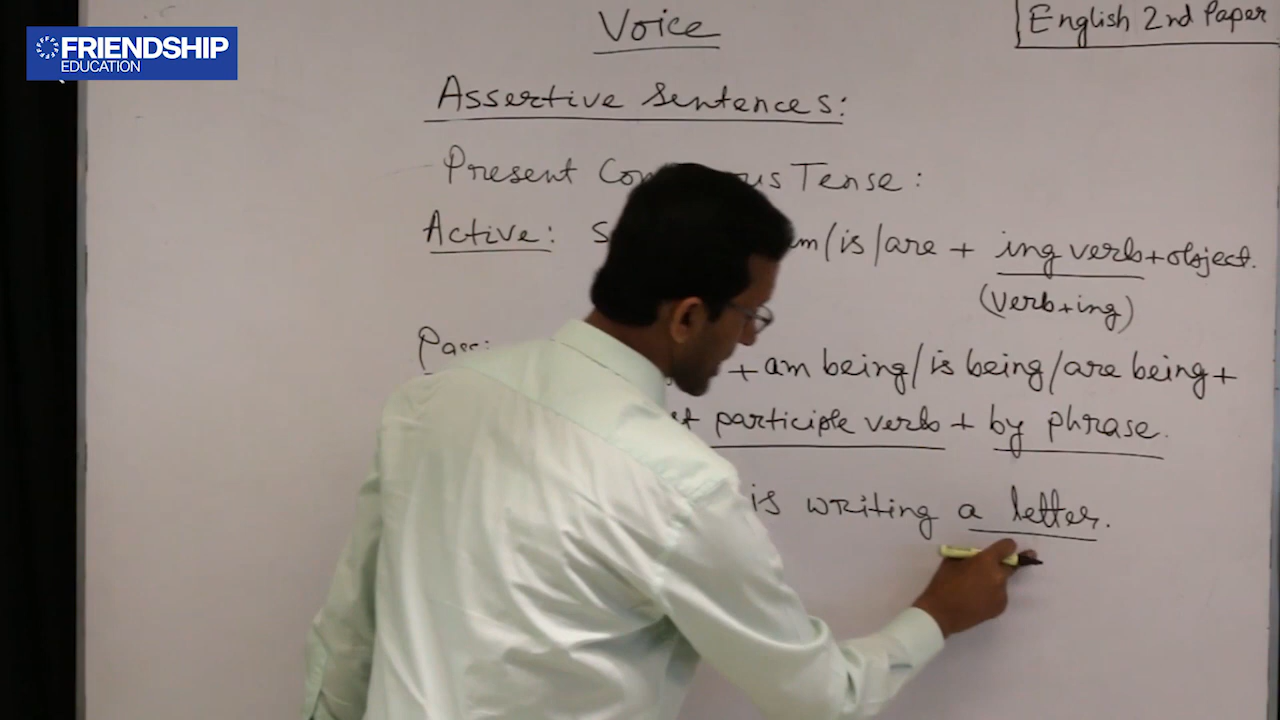 FRIENDSHIP
EDUCATION
Voice
English 2nd Paper
Assertive Sentences:
Present Tense:
Active: am/is/are + ing verb+object.
(verb+ing)
+ am being/is being/are being+
participle verb + by phrase.
is writing a letter.